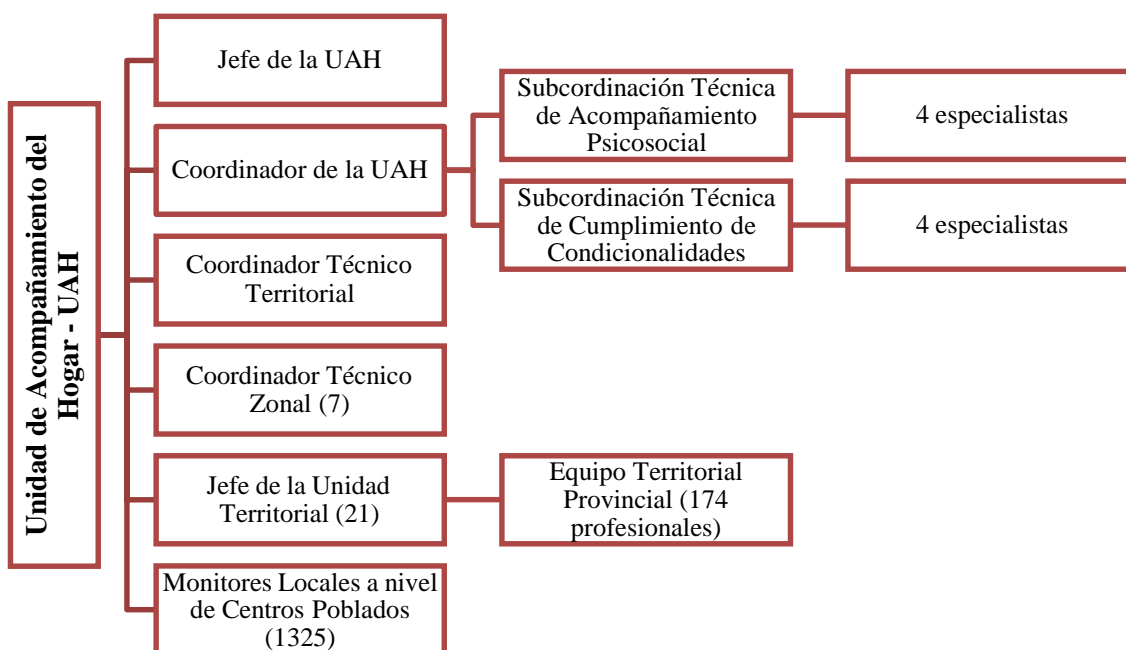 Unidad de Acompañamiento del
Hogar - UAH
Jefe de la UAH
Coordinador de la UAH
Subcordinación Técnica
de Acompañamiento
Psicosocial
4 especialistas
Subcordinación Técnica
de Cumplimiento de
Condicionalidades
4 especialistas
Coordinador Técnico
Territorial
Coordinador Técnico
Zonal (7)
Jefe de la Unidad
Territorial (21)
Equipo Territorial
Provincial (174
profesionales)
Monitores Locales a nivel
de Centros Poblados
(1325)